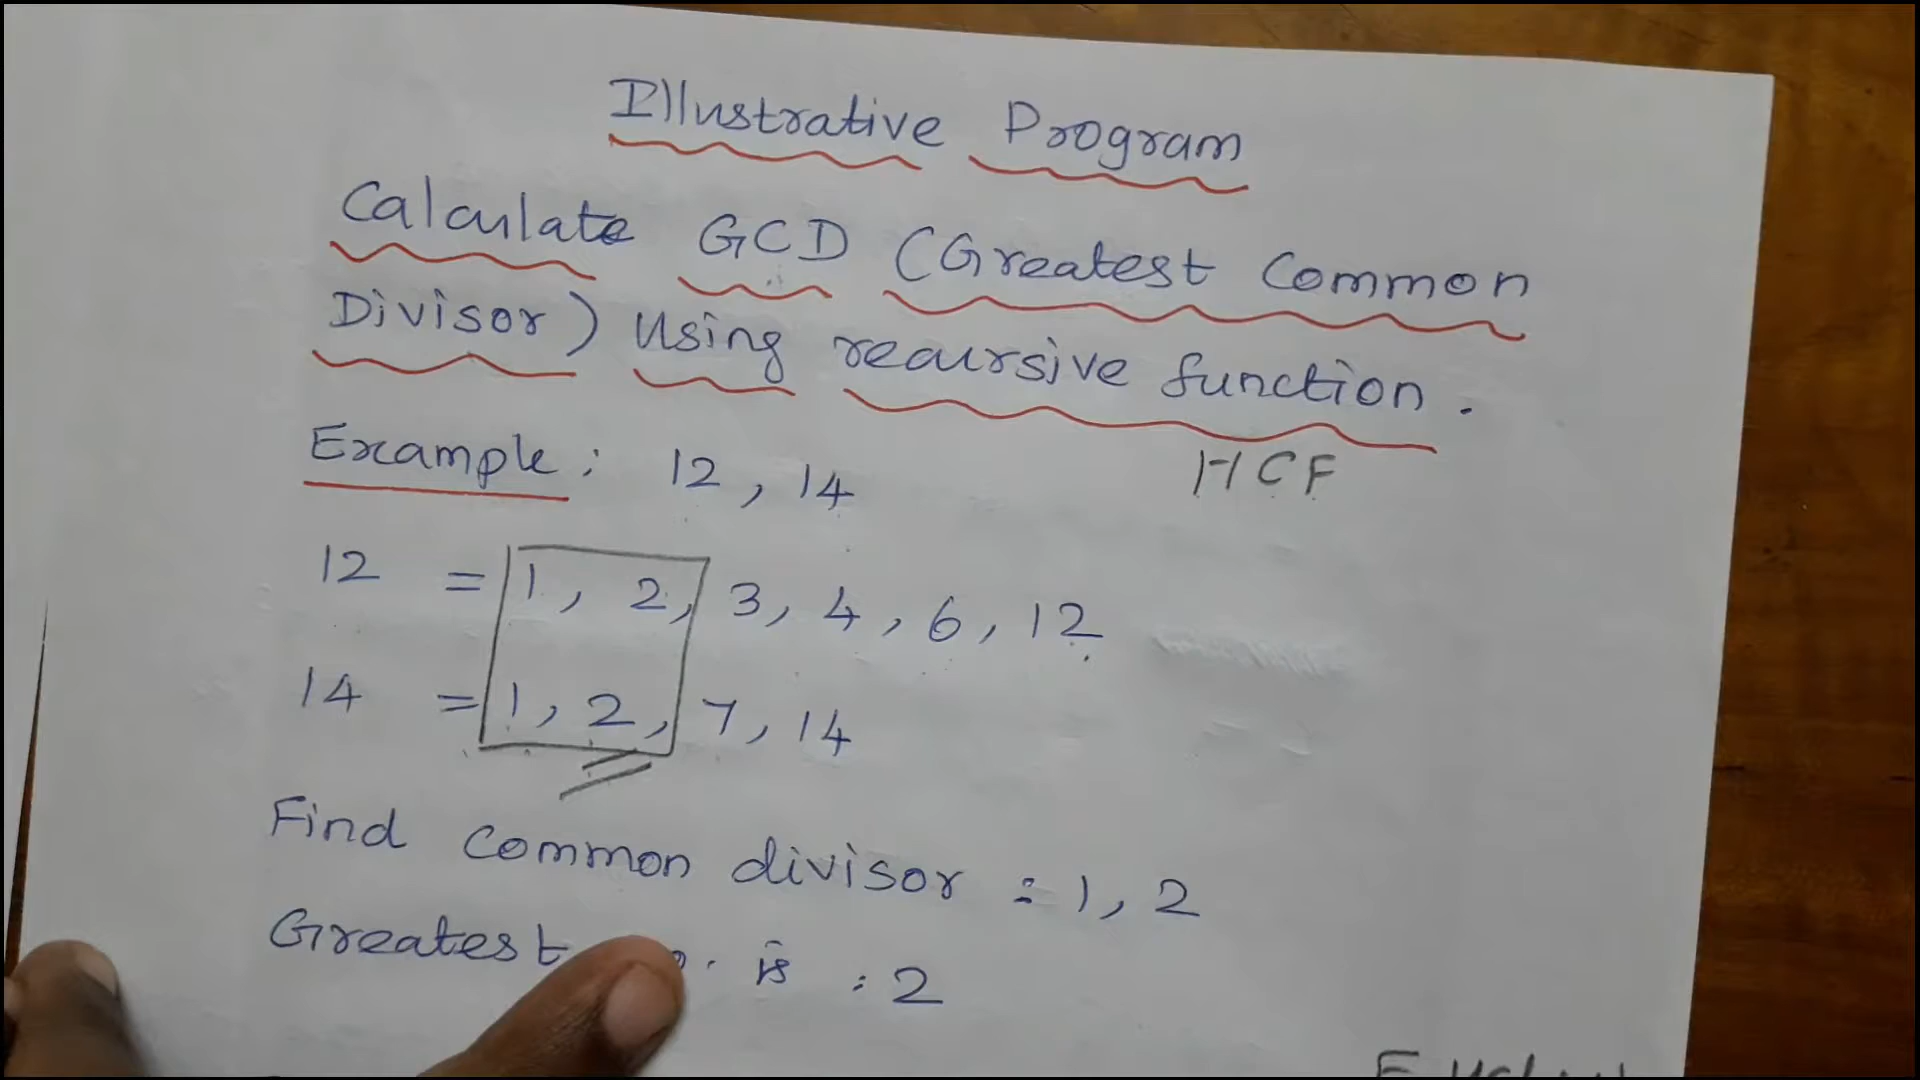 Illustrative Program
Calculate GCD (Greatest Common
Divisor) Using recursive function.
HCF
Example: 12, 14
12 = 1, 2, 3, 4, 6, 12
14 = 1, 2, 7, 14
Find common divisor : 1, 2
Greatest is : 2